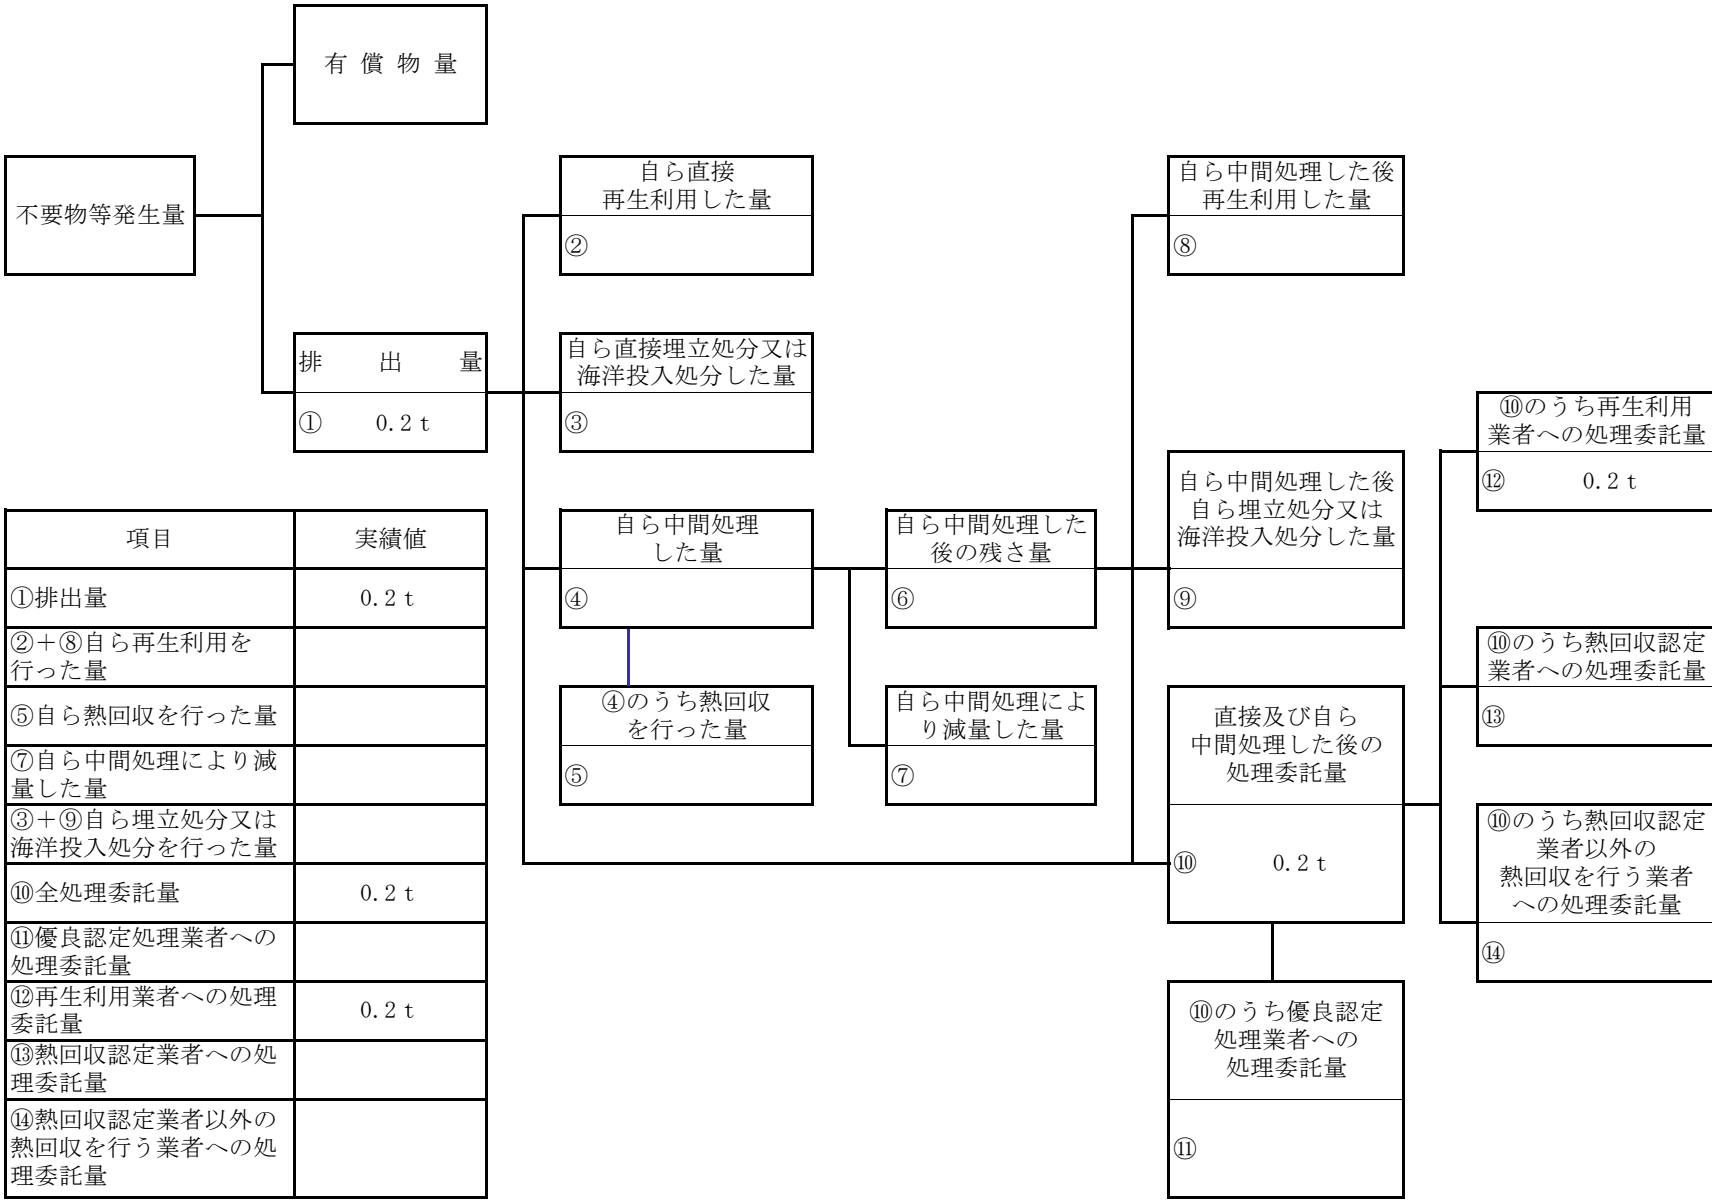 有償物量
不要物等発生量
自ら直接
再生利用した量
②
自ら中間処理した後
再生利用した量
⑧
排出量
① 0.2 t
自ら直接埋立処分又は
海洋投入処分した量
③
⑩のうち再生利用
業者への処理委託量
⑫ 0.2 t
自ら中間処理した後
自ら埋立処分又は
海洋投入処分した量
⑨
自ら中間処理
した量
④
自ら中間処理した
後の残さ量
⑥
⑩のうち熱回収認定
業者への処理委託量
⑬
④のうち熱回収
を行った量
⑤
自ら中間処理によ
り減量した量
⑦
直接及び自ら
中間処理した後の
処理委託量
⑩ 0.2 t
⑩のうち熱回収認定
業者以外の
熱回収を行う業者
への処理委託量
⑭
⑩のうち優良認定
処理業者への
処理委託量
⑪
項目 実績値
①排出量 0.2 t
②＋⑧自ら再生利用を
行った量
⑤自ら熱回収を行った量
⑦自ら中間処理により減
量した量
③＋⑨自ら埋立処分又は
海洋投入処分を行った量
⑩全処理委託量 0.2 t
⑪優良認定処理業者への
処理委託量
⑫再生利用業者への処理
委託量 0.2 t
⑬熱回収認定業者への処
理委託量
⑭熱回収認定業者以外の
熱回収を行う業者への処
理委託量